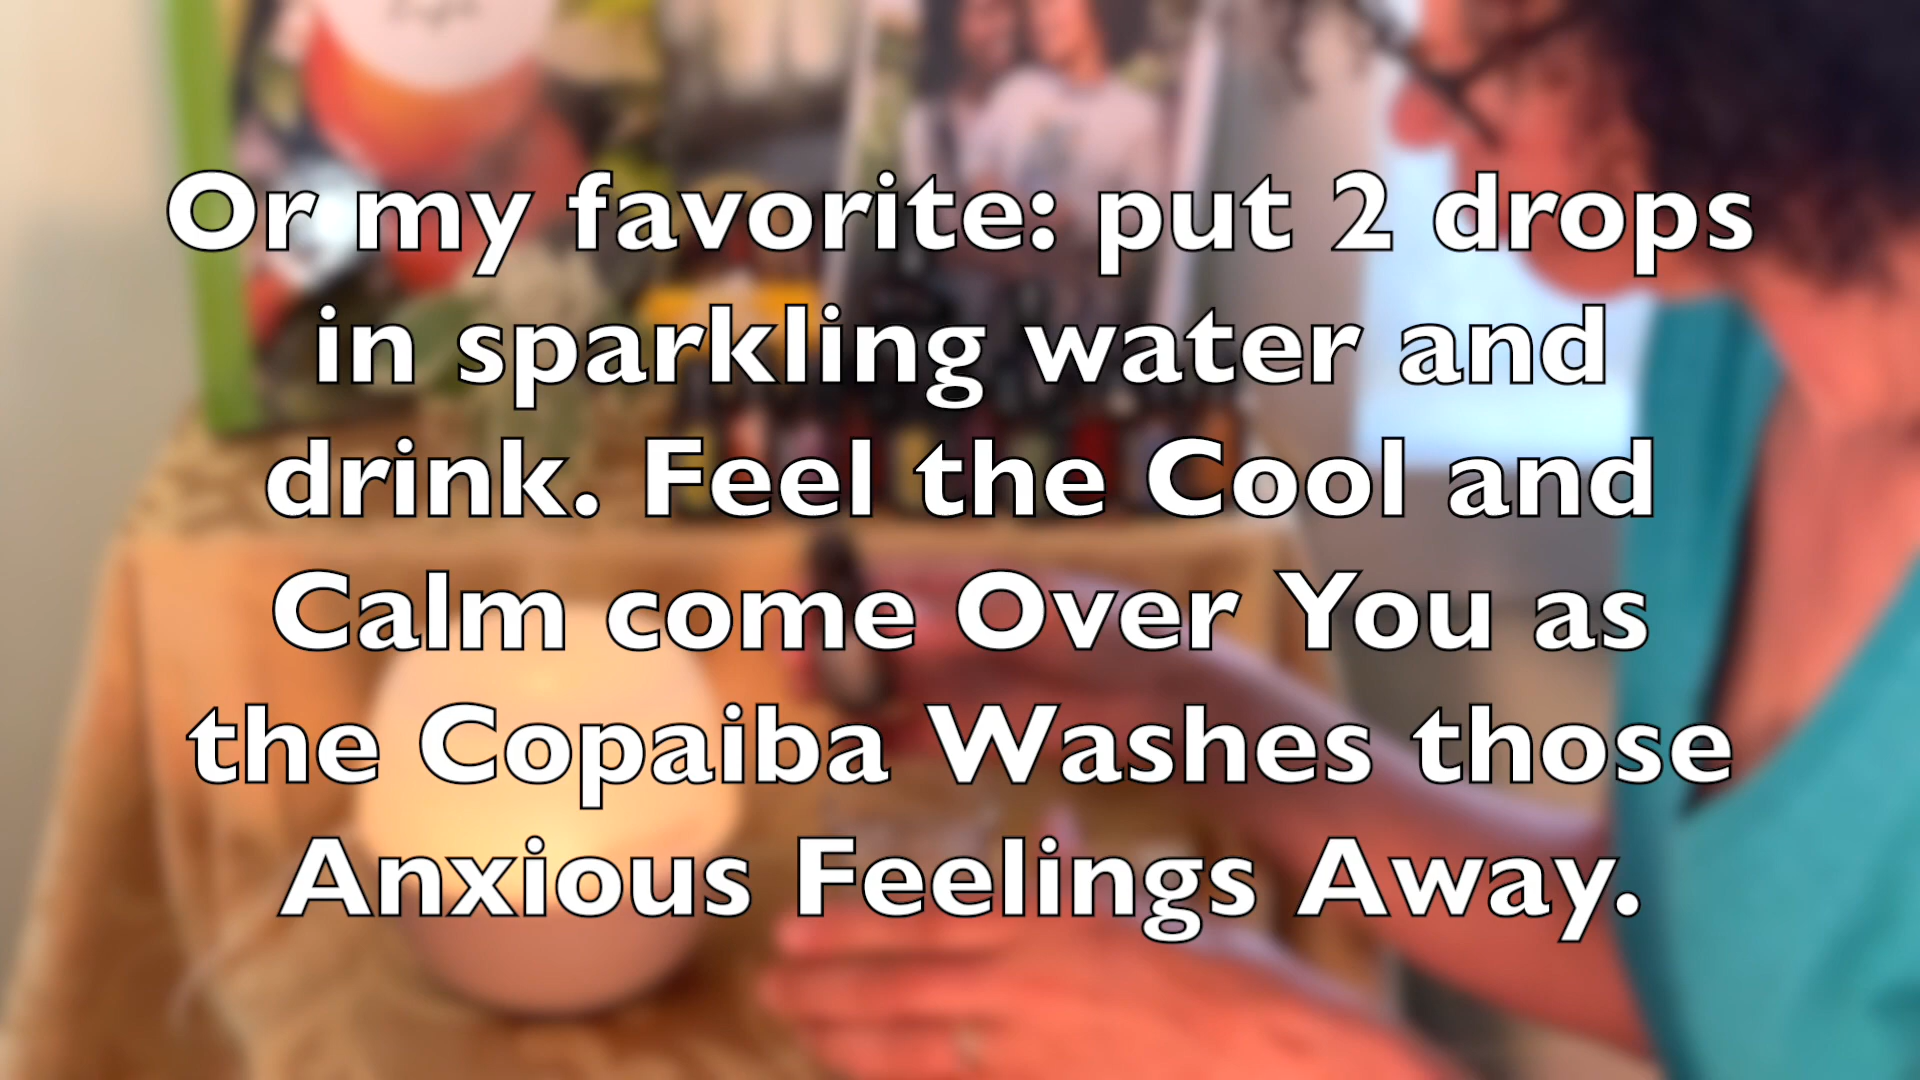 Or my favorite: put 2 drops
in sparkling water and
drink. Feel the Cool and
Calm come Over You as
the Copaiba Washes those
Anxious Feelings Away.